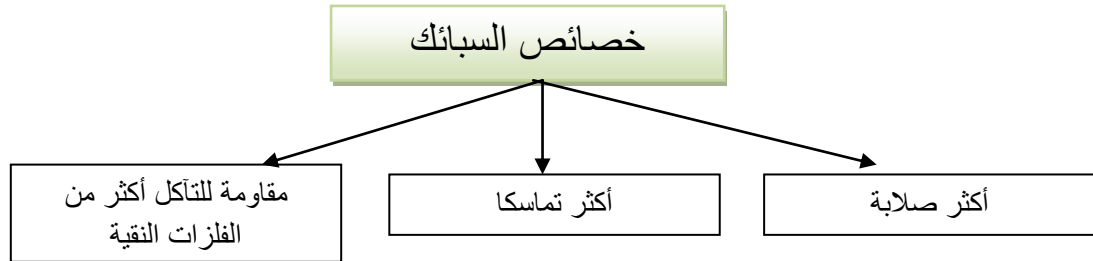 خصائص السبائك
أكثر صلابة
أكثر تماسكا
مقاومة للتآكل أكثر من
الفلزات النقية